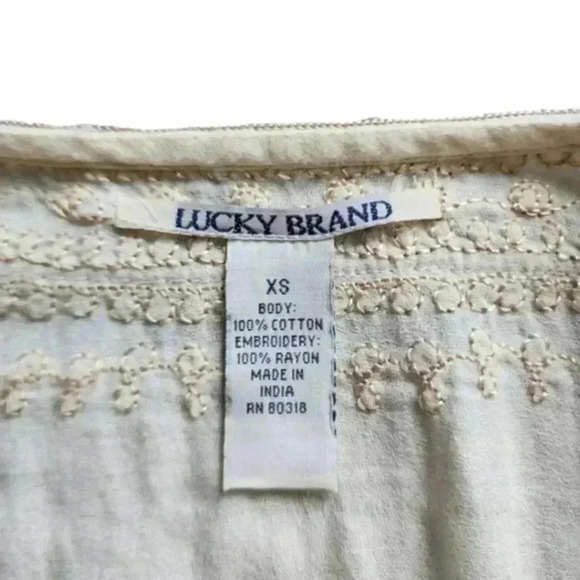 LUCKY BRAND
XS
BODY:
100% COTTON
EMBROIDERY:
100% RAYON
MADE IN
INDIA
RN 80318